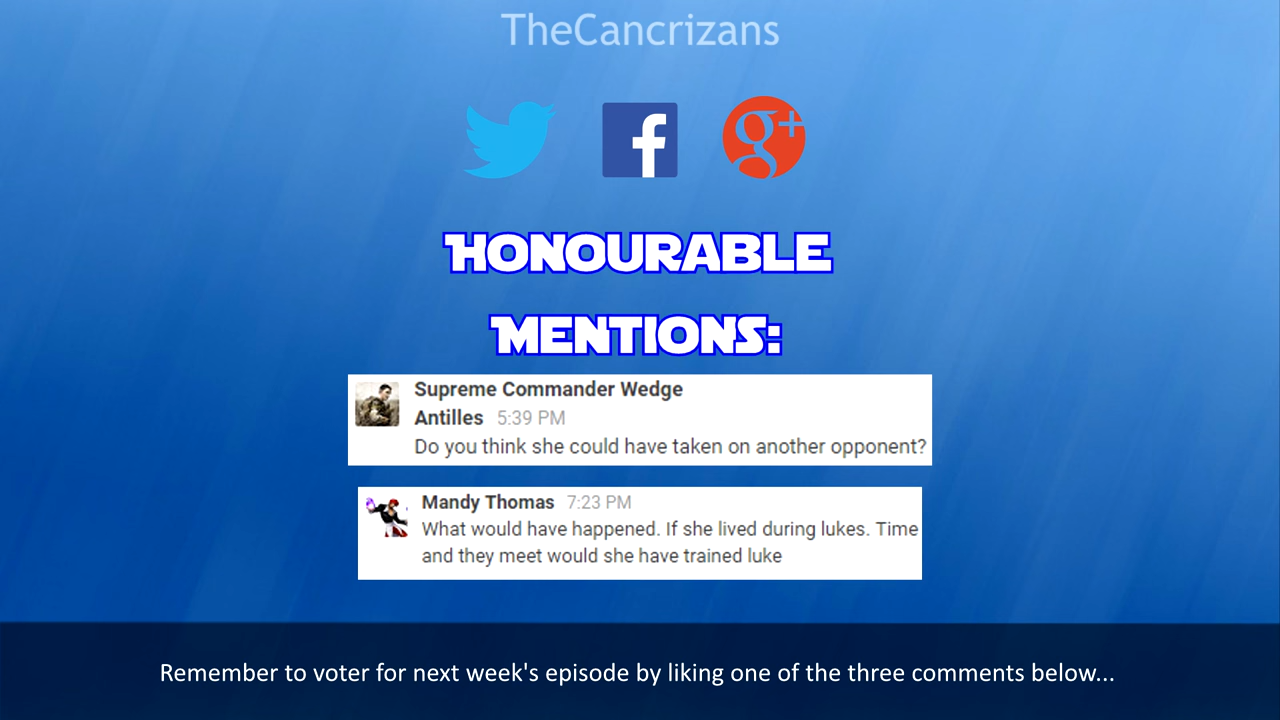 TheCancrizans
f
g+
HONOURABLE
MENTIONS:
Supreme Commander Wedge
Antilles 5:39 PM
Do you think she could have taken on another opponent?
Mandy Thomas 7:23 PM
What would have happened. If she lived during lukes. Time
and they meet would she have trained luke
Remember to voter for next week's episode by liking one of the three comments below...